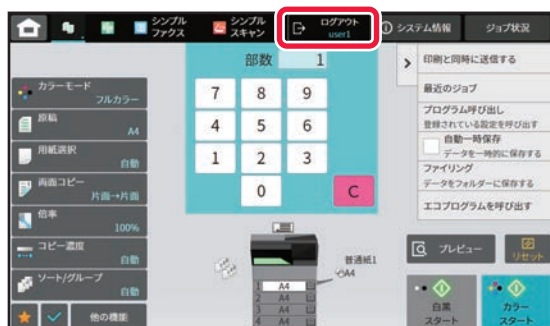 シンプル
ファクス
シンプル
スキャン
ログアウト
user1
システム情報
ジョブ状況
部数
1
カラーモード
フルカラー
原稿
A4
用紙選択
自動
両面コピー
片面→片面
倍率
100%
コピー濃度
自動
ソート/グループ
自動
他の機能
7
8
9
4
5
6
1
2
3
0
C
普通紙1
A4
1 A4
2 A4
3 A4
4 A4
印刷と同時に送信する
最近のジョブ
プログラム呼び出し
登録されている設定を呼び出す
自動一時保存
データを一時的に保存する
ファイリング
データをフォルダーに保存する
エコプログラムを呼び出す
プレビュー
リセット
白黒
スタート
カラー
スタート